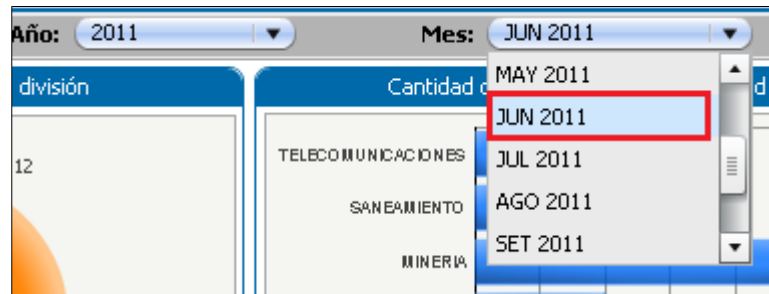 Año: 2011 Mes: JUN 2011
MAY 2011
JUN 2011
JUL 2011
AGO 2011
SET 2011
división
12
Cantidad
TELECOMUNICACIONES
SANEAMIENTO
MINERIA